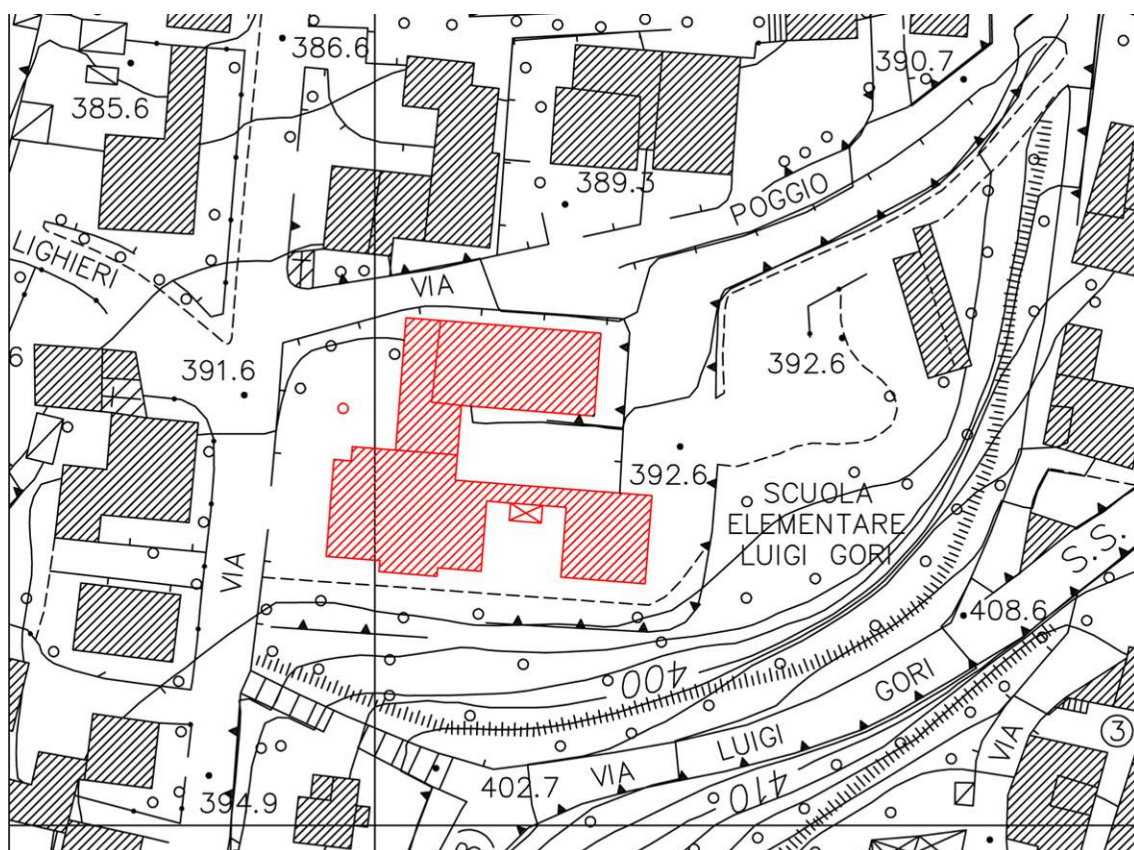 386.6
390.7
385.6
389.3
POGGIO
LIGHIERI
VIA
391.6
392.6
6
392.6
SCUOLA
ELEMENTARE
LUIGI GORI
VIA
S.S.
408.6
400
GORI
LUIGI
VIA
VIA
3
410
402.7
394.9